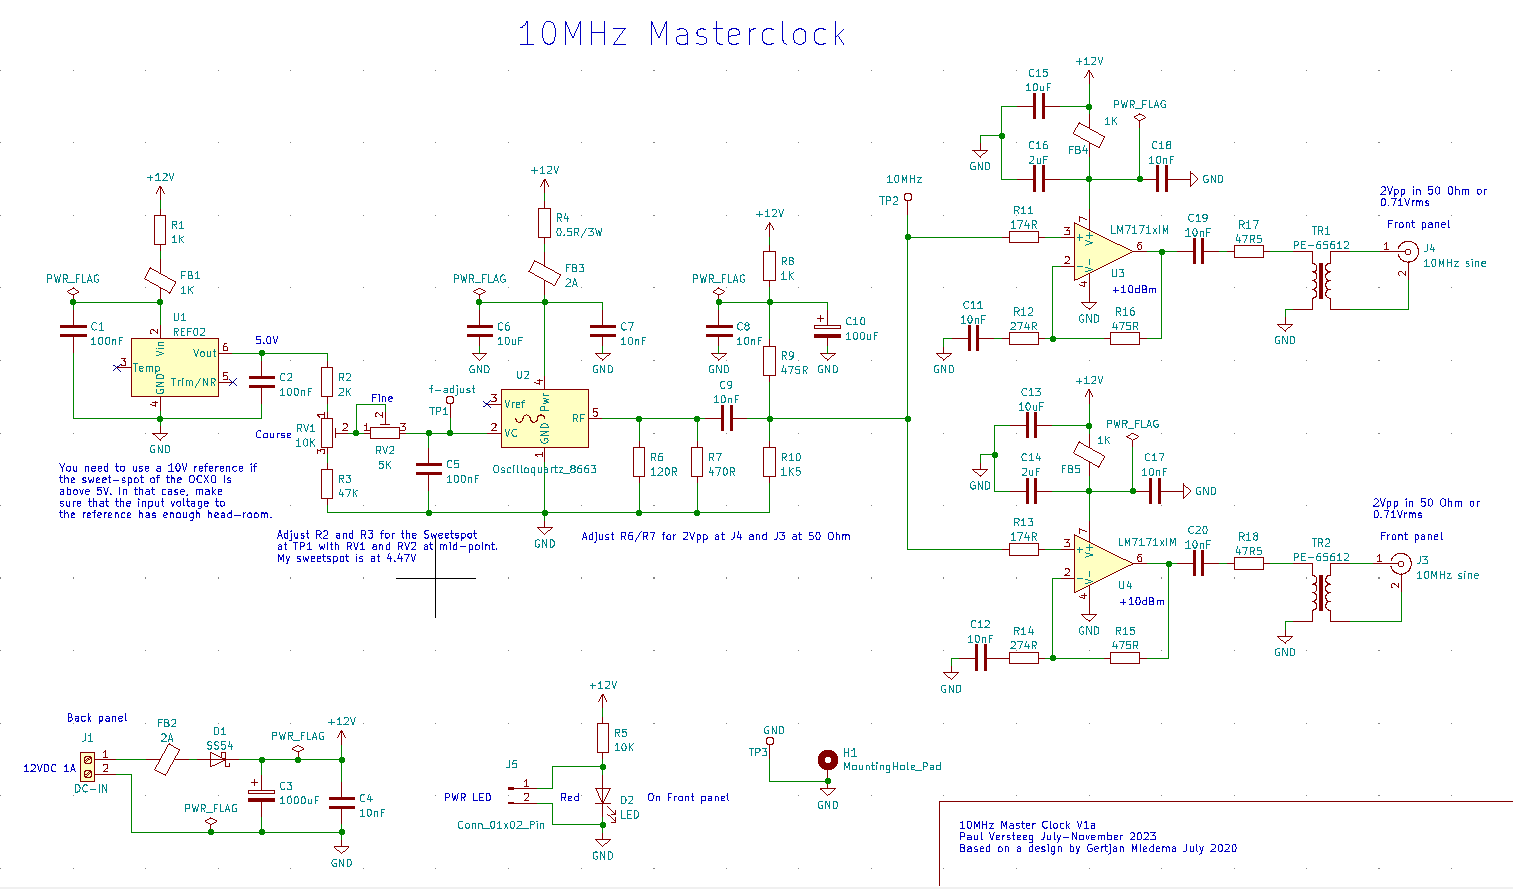 10MHz Masterclock
+12V
C15
10uF
PWR_FLAG
1K
FB4
C16
2uF
C18
10nF
GND
GND
10MHz
TP2
R11
174R
3
2
7
6
4
+
-
V+
V-
LM7171xIM
U3
+10dBm
GND
C19
10nF
R17
47R5
TR1
PE-65612
GND
2Vpp in 50 Ohm or
0.71Vrms
Front panel
1
2
J4
10MHz sine
C11
10nF
GND
R12
274R
R16
475R
+12V
R1
1K
PWR_FLAG
FB1
1K
C1
100nF
U1
REF02
2
Vin
Vout
6
5.0V
3
Temp
Trim/NR
5
GND
4
C2
100nF
GND
R2
2K
1
Course
RV1
10K
2
3
R3
47K
Fine
2
1
3
RV2
5K
f-adjust
TP1
C5
100nF
You need to use a 10V reference if
the sweet-spot of the OCXO is
above 5V. In that case, make
sure that the input voltage to
the reference has enough head-room.
Adjust R2 and R3 for the Sweetspot
at TP1 with RV1 and RV2 at mid-point.
My sweetspot is at 4.47V
+12V
R4
0.5R/3W
FB3
2A
PWR_FLAG
C6
10uF
GND
C7
10nF
GND
U2
4
Pwr
3
Vref
RF
5
2
VC
GND
1
Oscilloquartz_8663
GND
+12V
R8
1K
PWR_FLAG
C8
10nF
GND
+
C10
100uF
GND
R9
475R
C9
10nF
R6
120R
R7
470R
R10
1K5
Adjust R6/R7 for 2Vpp at J4 and J3 at 50 Ohm
+12V
C13
10uF
PWR_FLAG
1K
FB5
C14
2uF
C17
10nF
GND
GND
R13
174R
3
2
7
6
4
+
-
V+
V-
LM7171xIM
U4
+10dBm
GND
C20
10nF
R18
47R5
TR2
PE-65612
GND
2Vpp in 50 Ohm or
0.71Vrms
Front panel
1
2
J3
10MHz sine
C12
10nF
GND
R14
274R
R15
475R
Back panel
J1
1
2
12VDC 1A
DC-IN
FB2
2A
D1
SS54
PWR_FLAG
+12V
+
C3
1000uF
C4
10nF
PWR_FLAG
GND
+12V
R5
10K
J5
1
2
PWR LED
Red
D2
LED
On Front panel
Conn_01x02_Pin
GND
GND
TP3
H1
MountingHole_Pad
GND
10MHz Master Clock V1a
Paul Versteeg July-November 2023
Based on a design by Gertjan Miedema July 2020